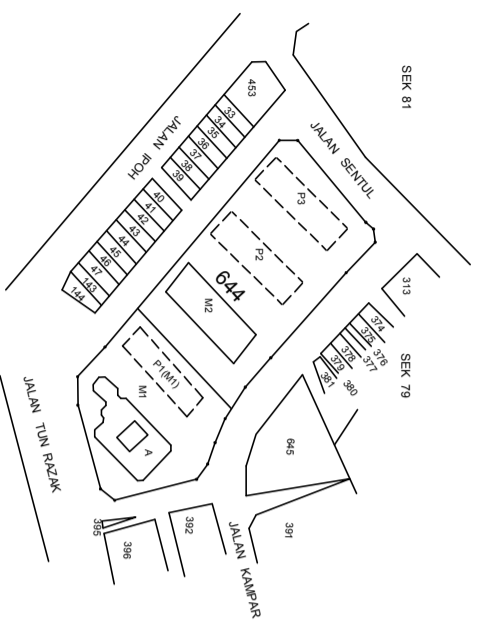 SEK 81
JALAN SENTUL
JALAN IPOH
453
33
34
35
36
37
38
39
40
41
42
43
44
45
46
47
143
144
P3
P2
644
M2
P1(M1)
M1
A
313
374
375
376
377
378
379
380
381
SEK 79
645
391
392
395
396
JALAN KAMPAR
JALAN TUN RAZAK